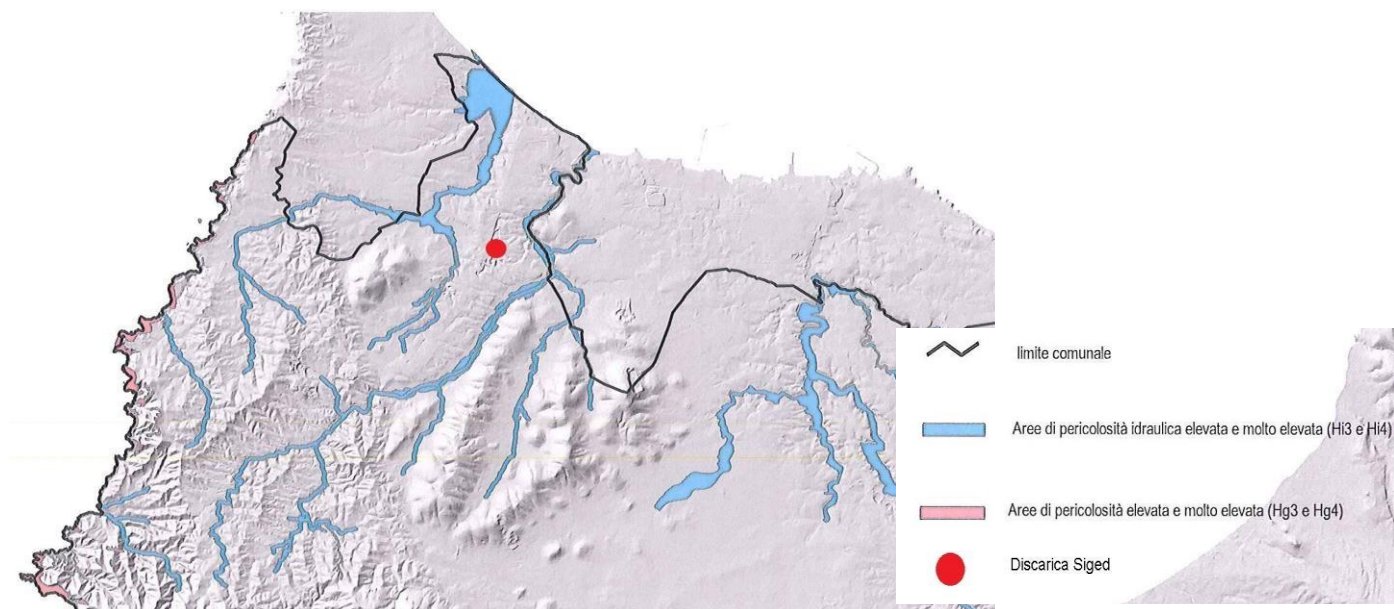 limite comunale
Aree di pericolosità idraulica elevata e molto elevata (Hi3 e Hi4)
Aree di pericolosità elevata e molto elevata (Hg3 e Hg4)
Discarica Siged